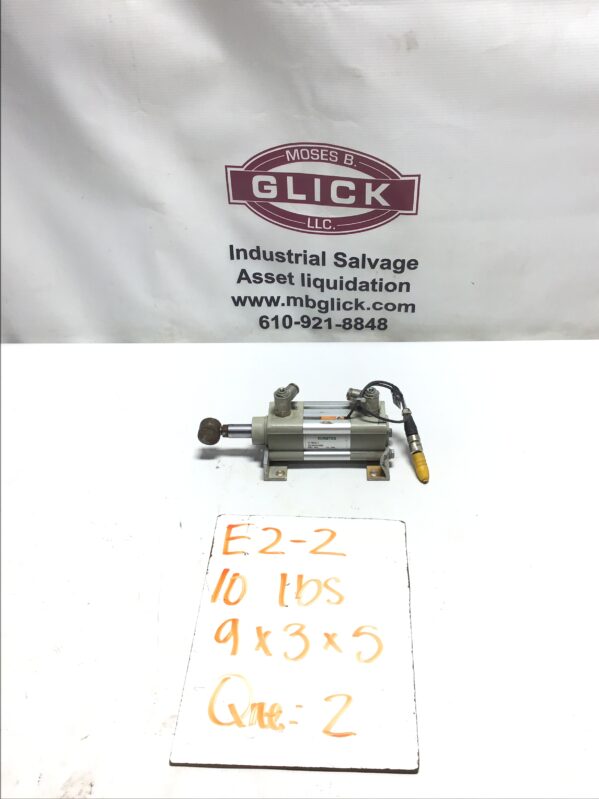 MOSES B.
GLICK
LLC.
Industrial Salvage
Asset liquidation
www.mbglick.com
610-921-8848
E2-2
10 lbs
9x3x5
Qne: 2